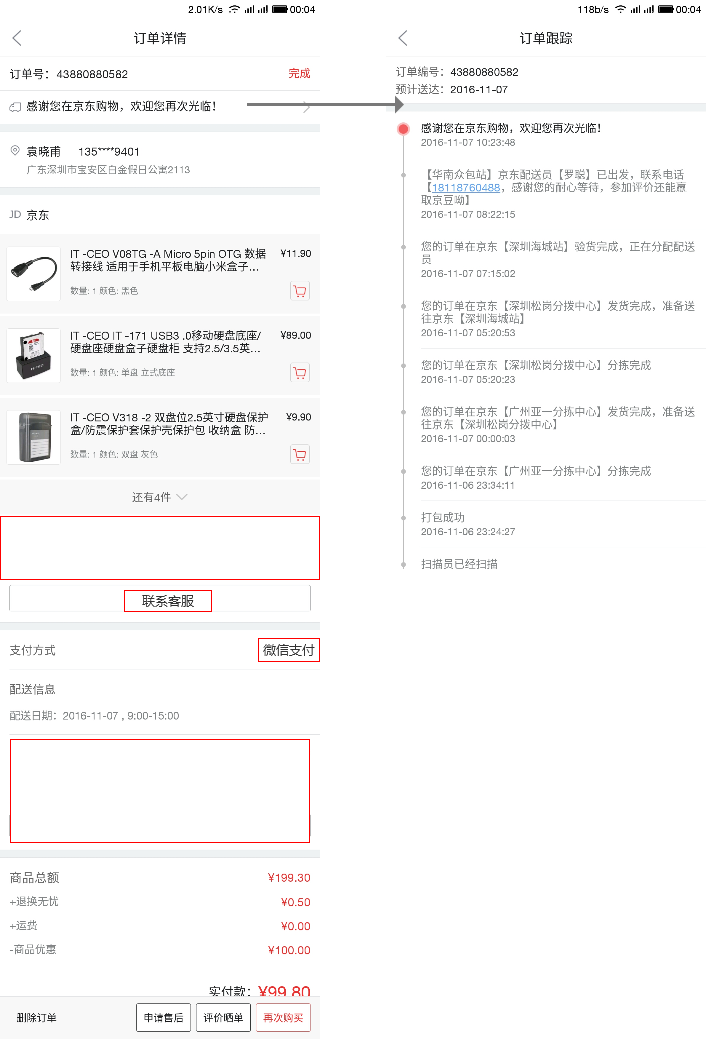 2.01K/s 00:04
订单详情
订单号：43880880582 完成
感谢您在京东购物，欢迎您再次光临！
袁晓甫 135****9401
广东深圳市宝安区白金假日公寓2113
JD 京东
IT -CEO V08TG -A Micro 5pin OTG 数据 ¥11.90
转接线 适用于手机平板电脑小米盒子...
数量: 1 颜色: 黑色
IT -CEO IT -171 USB3 .0移动硬盘底座/ ¥89.00
硬盘座硬盘盒子硬盘柜 支持2.5/3.5英...
数量: 1 颜色: 单盘 立式底座
IT -CEO V318 -2 双盘位2.5英寸硬盘保护 ¥9.90
盒/防震保护套保护壳保护包 收纳盒 防...
数量: 1 颜色: 双盘 灰色
还有4件
联系客服
支付方式 微信支付
配送信息
配送日期：2016-11-07 , 9:00-15:00
商品总额 ¥199.30
+退换无忧 ¥0.50
+运费 ¥0.00
-商品优惠 ¥100.00
实付款：¥99.80
删除订单 申请售后 评价晒单 再次购买
118b/s 00:04
订单跟踪
订单编号：43880880582
预计送达：2016-11-07
感谢您在京东购物，欢迎您再次光临！
2016-11-07 10:23:48
【华南众包站】京东配送员【罗聪】已出发，联系电话
【18118760488，感谢您的耐心等待，参加评价还能赢
取京豆呦】
2016-11-07 08:22:15
您的订单在京东【深圳海城站】验货完成，正在分配配送
员
2016-11-07 07:15:02
您的订单在京东【深圳松岗分拨中心】发货完成，准备送
往京东【深圳海城站】
2016-11-07 05:20:53
您的订单在京东【深圳松岗分拨中心】分拣完成
2016-11-07 05:20:23
您的订单在京东【广州亚一分拣中心】发货完成，准备送
往京东【深圳松岗分拨中心】
2016-11-07 00:00:03
您的订单在京东【广州亚一分拣中心】分拣完成
2016-11-06 23:34:11
打包成功
2016-11-06 23:24:27
扫描员已经扫描